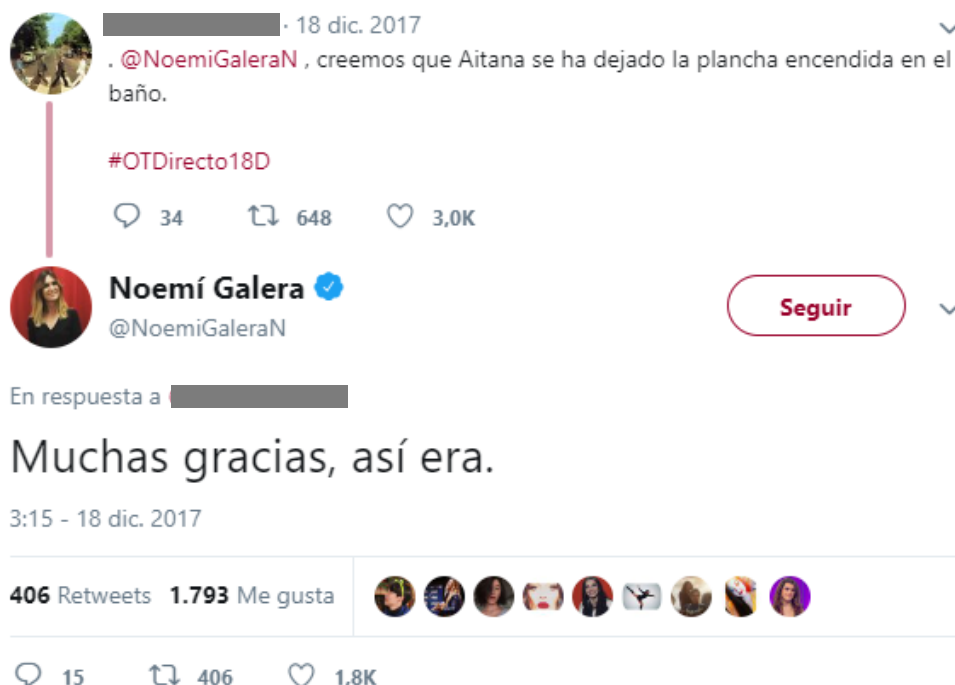 · 18 dic. 2017
. @NoemiGaleraN , creemos que Aitana se ha dejado la plancha encendida en el
baño.
#OTDirecto18D
34 648 3,0K
Noemí Galera
@NoemiGaleraN
Seguir
En respuesta a
Muchas gracias, así era.
3:15 - 18 dic. 2017
406 Retweets 1.793 Me gusta
15 406 1,8K